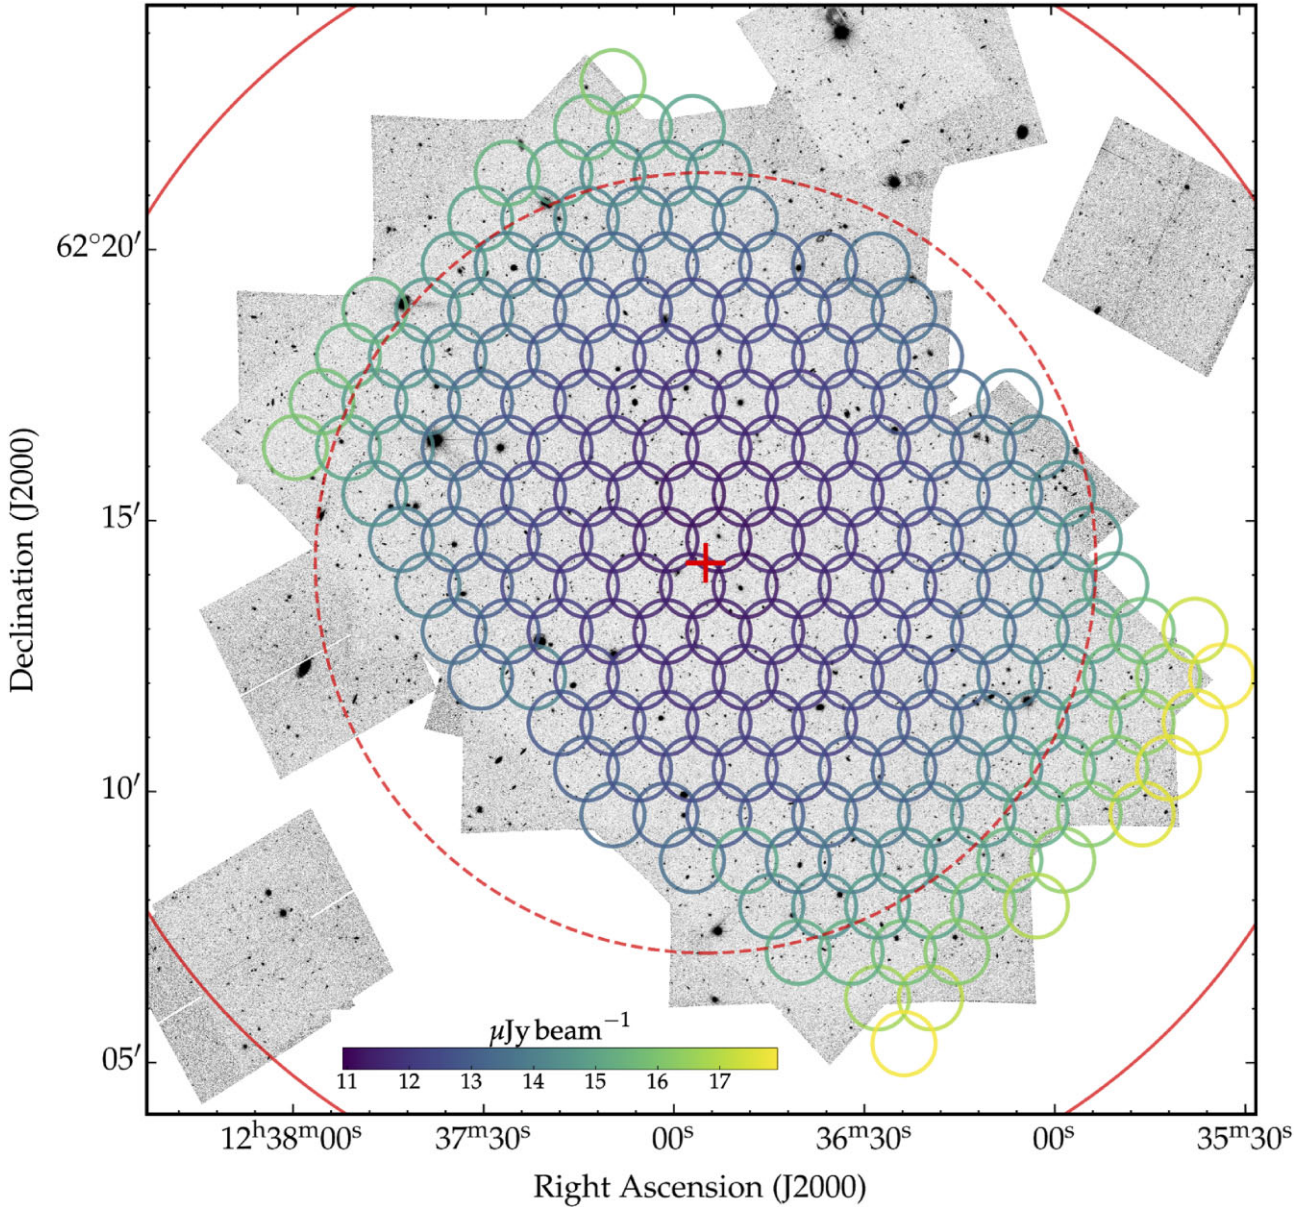 Declination (J2000)
62°20′
15′
10′
05′
μJy beam⁻¹
11 12 13 14 15 16 17
12ʰ38ᵐ00ˢ 37ᵐ30ˢ 00ˢ 36ᵐ30ˢ 00ˢ 35ᵐ30ˢ
Right Ascension (J2000)